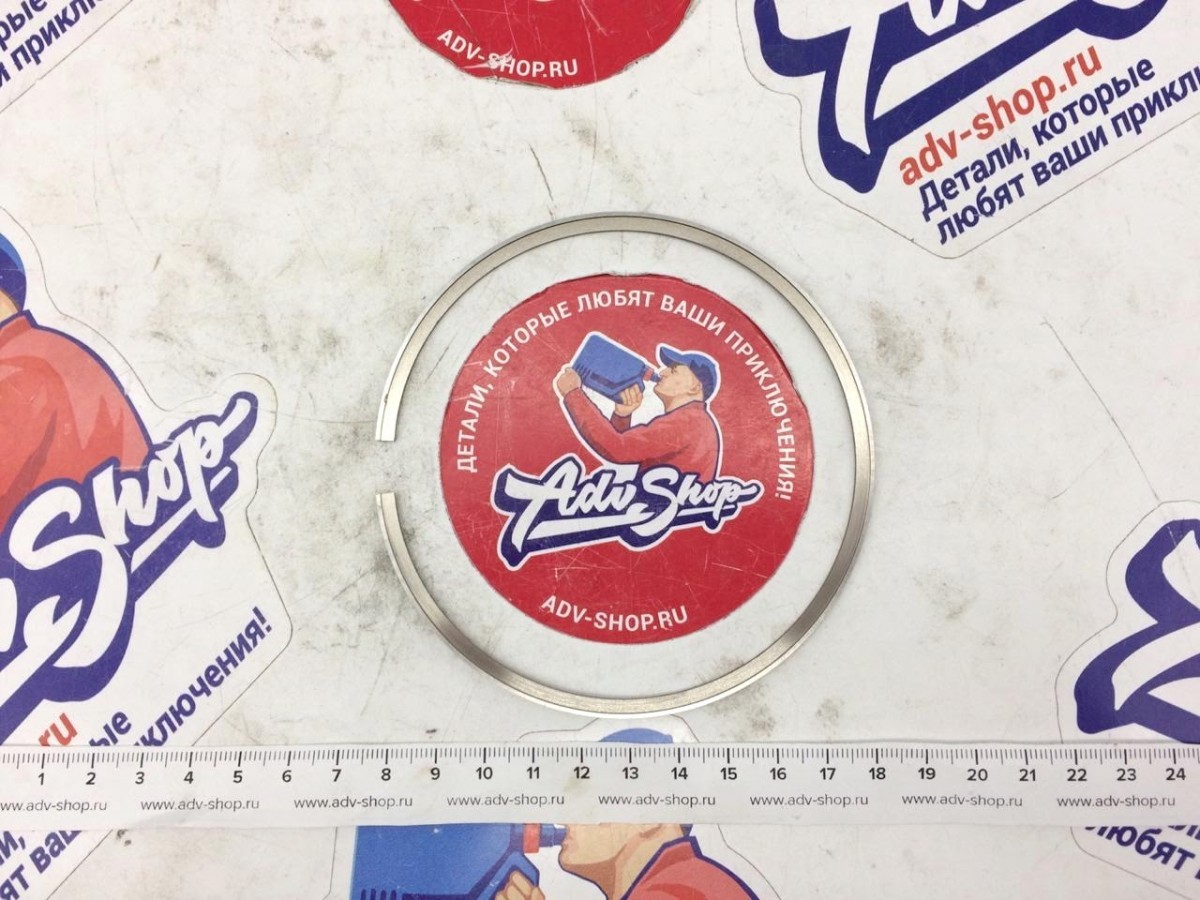 ADV-SHOP.RU
adv-shop.ru
Детали, которые
любят ваши
ДЕТАЛИ, КОТОРЫЕ ЛЮБЯТ ВАШИ ПРИКЛЮЧЕНИЯ!
Adv Shop
ADV-SHOP.RU
Shop
1 2 3 4 5 6 7 8 9 10 11 12 13 14 15 16 17 18 19 20 21 22 23 24
www.adv-shop.ru www.adv-shop.ru www.adv-shop.ru www.adv-shop.ru www.adv-shop.ru www.adv-shop.ru www.adv-shop.ru www.adv-shop.ru